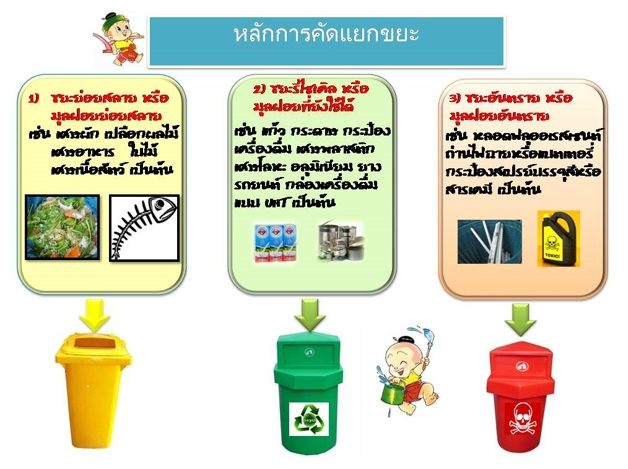 หลักการคัดแยกขยะ
1) ขยะย่อยสลาย หรือ
มูลฝอยย่อยสลาย
เช่น เศษผัก เปลือกผลไม้
เศษอาหาร ใบไม้
เศษเนื้อสัตว์ เป็นต้น
2) ขยะรีไซเคิล หรือ
มูลฝอยที่ยังใช้ได้
เช่น แก้ว กระดาษ กระป๋อง
เครื่องดื่ม เศษพลาสติก
เศษโลหะ อลูมิเนียม ยาง
รถยนต์ กล่องเครื่องดื่ม
แบบ UHT เป็นต้น
3) ขยะอันตราย หรือ
มูลฝอยอันตราย
เช่น หลอดฟลูออเรสเซนท์
ถ่านไฟฉายหรือแบตเตอรี่
กระป๋องสเปรย์บรรจุสีหรือ
สารเคมี เป็นต้น
TOXIC!